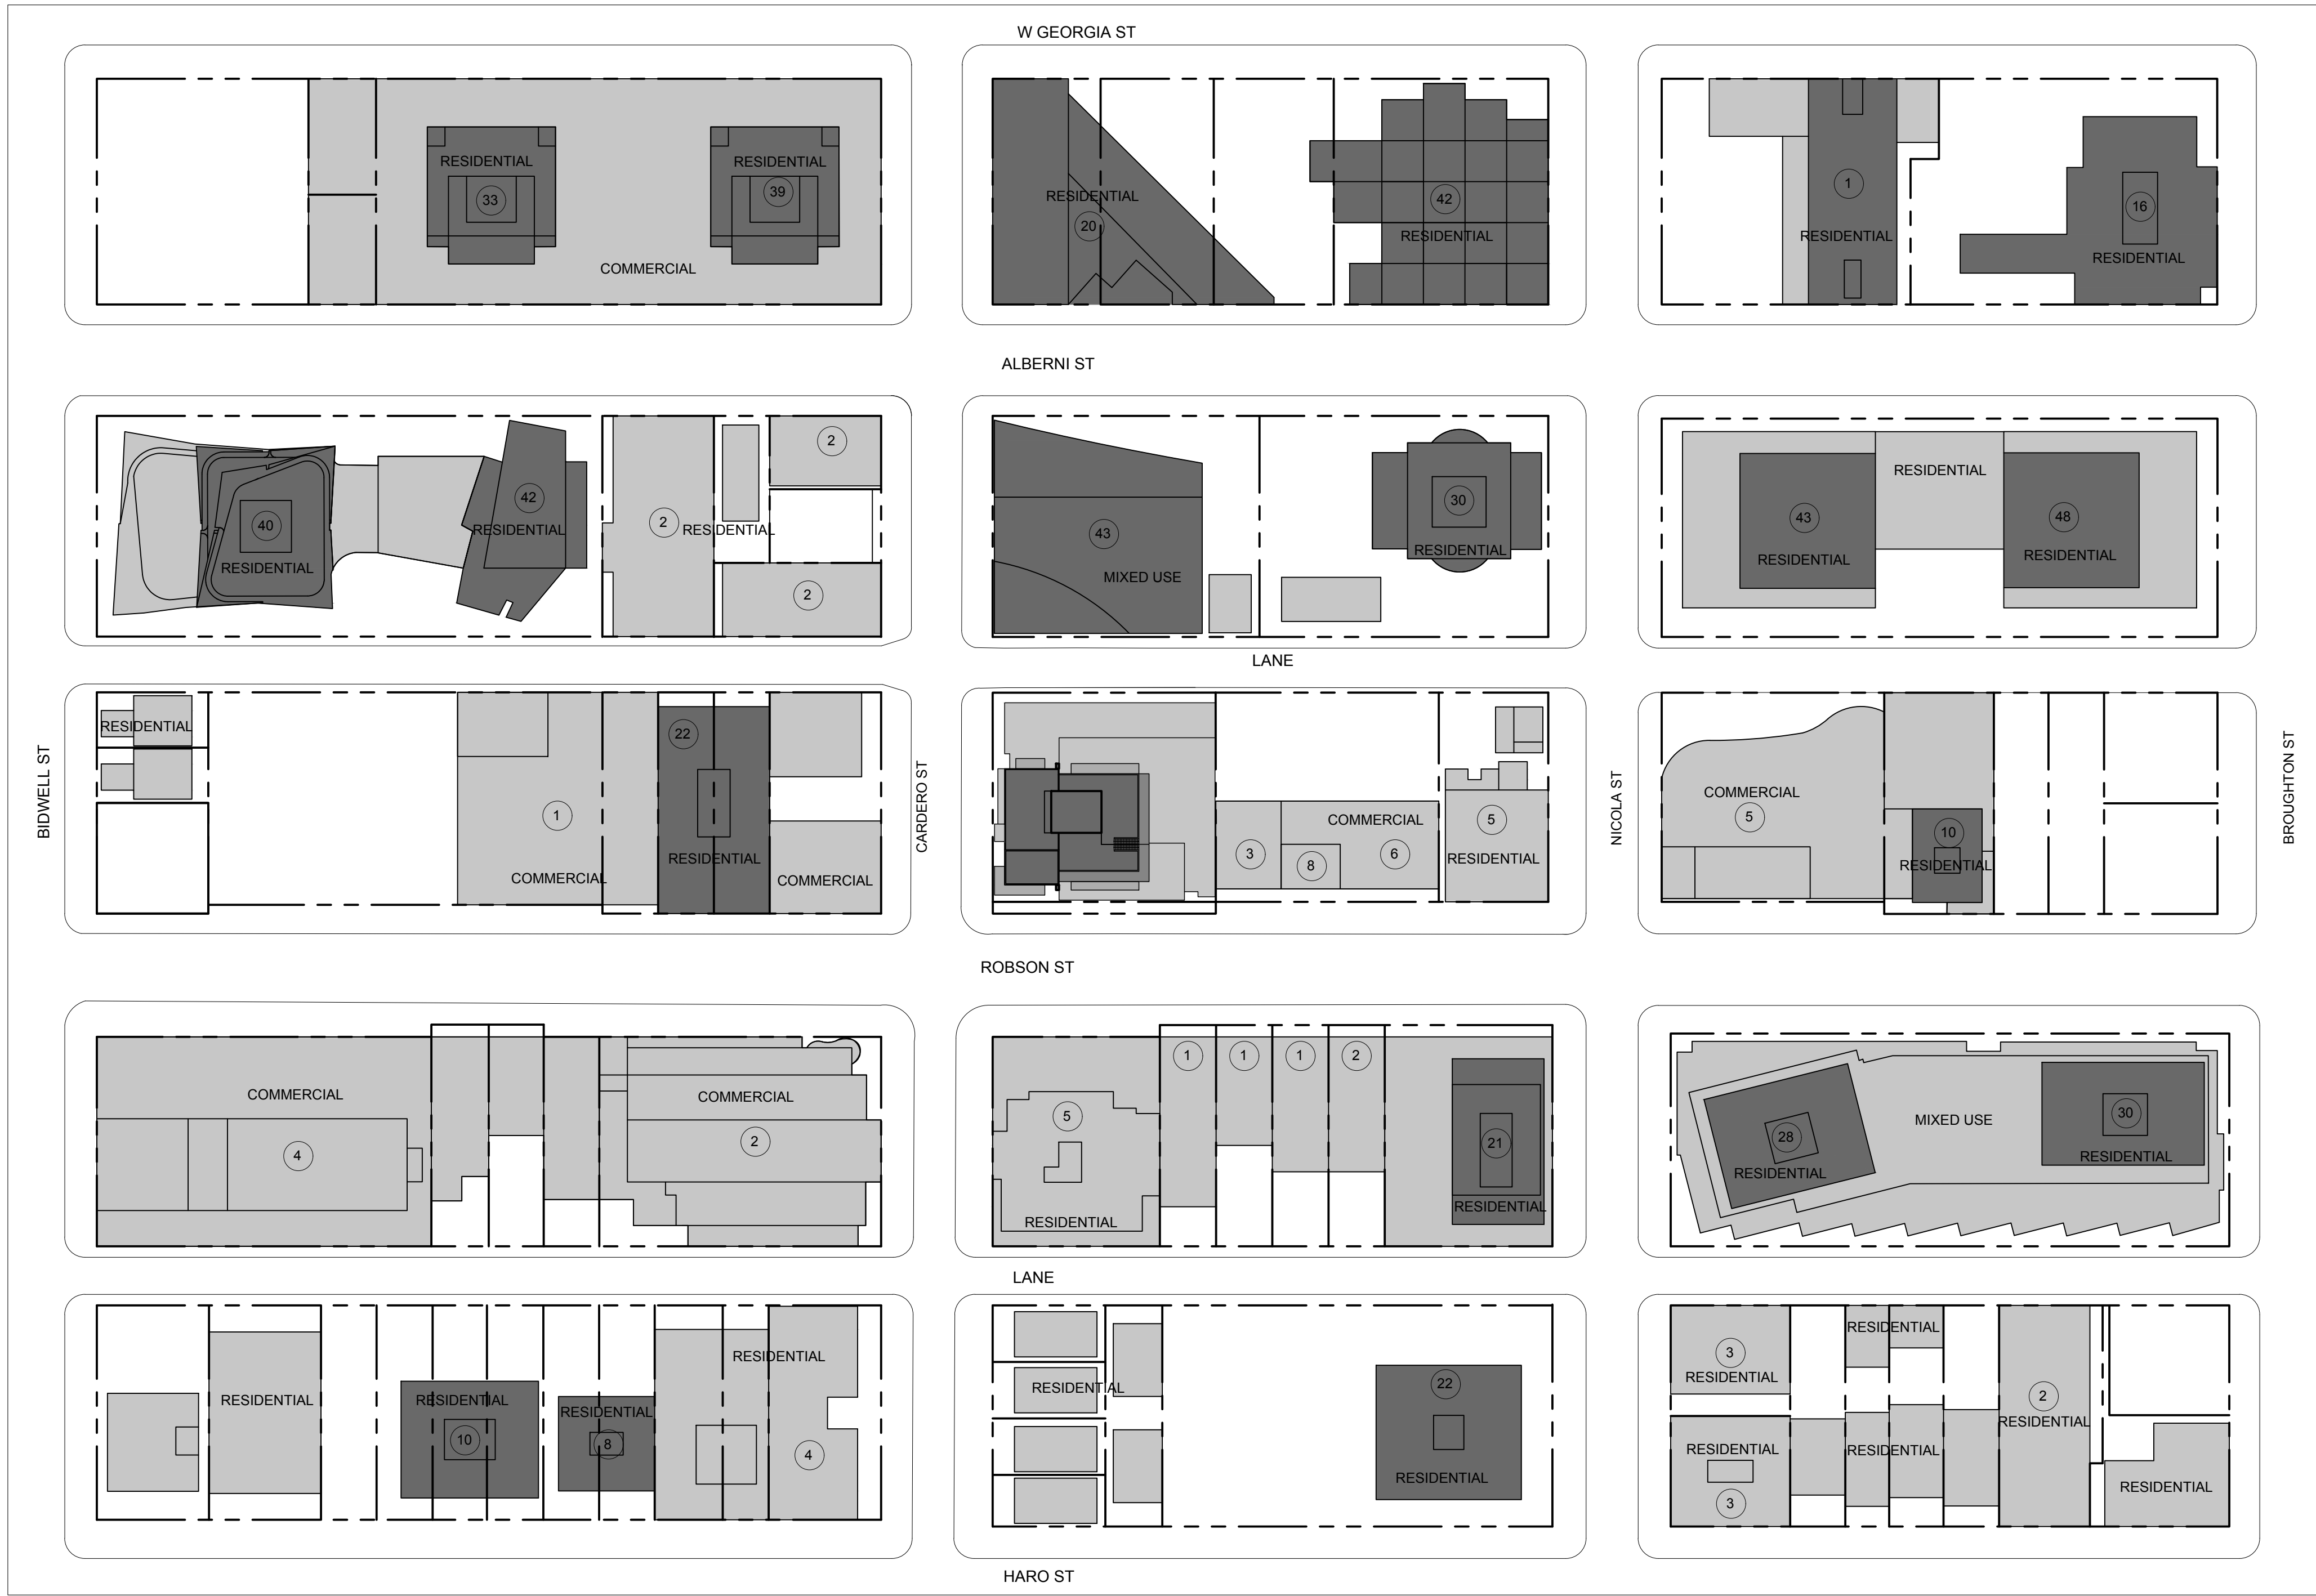 W GEORGIA ST
RESIDENTIAL
33
RESIDENTIAL
39
COMMERCIAL
RESIDENTIAL
20
42
RESIDENTIAL
1
RESIDENTIAL
16
RESIDENTIAL
ALBERNI ST
40
RESIDENTIAL
42
RESIDENTIAL
2
RESIDENTIAL
2
2
43
MIXED USE
30
RESIDENTIAL
RESIDENTIAL
43
RESIDENTIAL
48
RESIDENTIAL
LANE
BIDWELL ST
RESIDENTIAL
1
COMMERCIAL
22
RESIDENTIAL
COMMERCIAL
CARDERO ST
3
8
COMMERCIAL
6
5
RESIDENTIAL
NICOLA ST
COMMERCIAL
5
10
RESIDENTIAL
BROUGHTON ST
ROBSON ST
COMMERCIAL
4
COMMERCIAL
2
5
RESIDENTIAL
1
1
1
2
21
RESIDENTIAL
28
RESIDENTIAL
MIXED USE
30
RESIDENTIAL
LANE
RESIDENTIAL
RESIDENTIAL
10
RESIDENTIAL
8
RESIDENTIAL
4
RESIDENTIAL
22
RESIDENTIAL
3
RESIDENTIAL
RESIDENTIAL
3
RESIDENTIAL
RESIDENTIAL
2
RESIDENTIAL
RESIDENTIAL
HARO ST